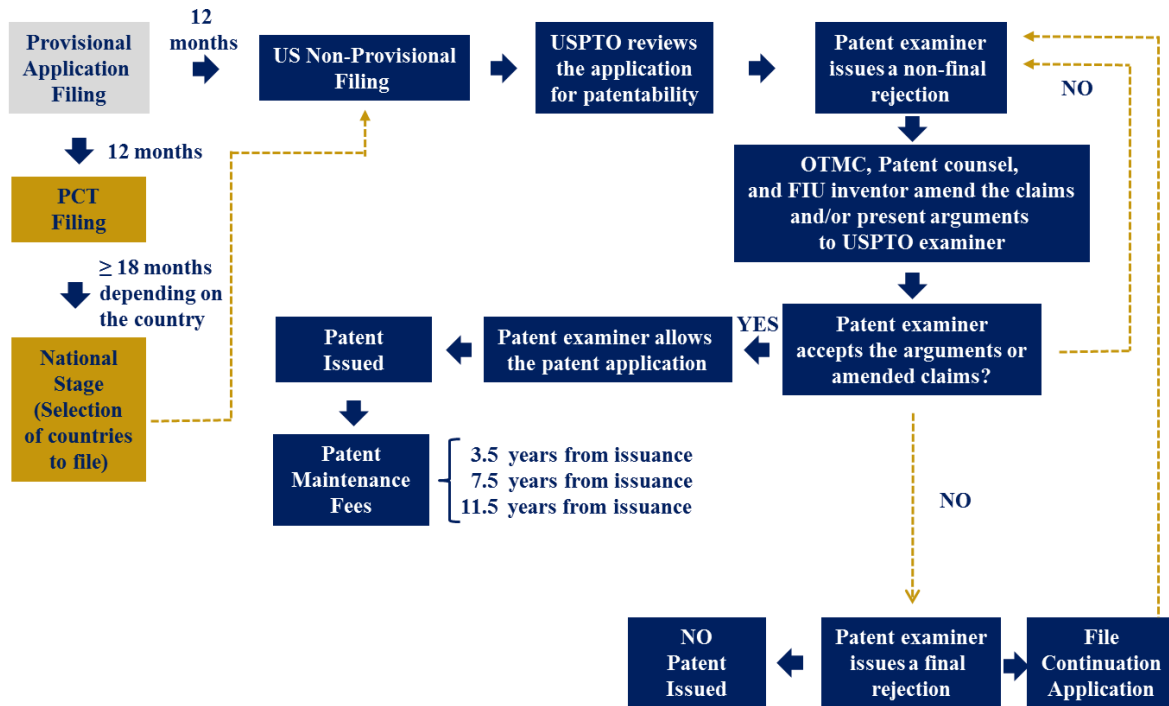 Provisional
Application
Filing
12
months
US Non-Provisional
Filing
USPTO reviews
the application
for patentability
Patent examiner
issues a non-final
rejection
NO
12 months
PCT
Filing
OTMC, Patent counsel,
and FIU inventor amend the claims
and/or present arguments
to USPTO examiner
≥ 18 months
depending on
the country
National
Stage
(Selection
of countries
to file)
Patent examiner
accepts the arguments or
amended claims?
YES
Patent examiner allows
the patent application
Patent
Issued
Patent
Maintenance
Fees
3.5 years from issuance
7.5 years from issuance
11.5 years from issuance
NO
NO
Patent
Issued
Patent examiner
issues a final
rejection
File
Continuation
Application